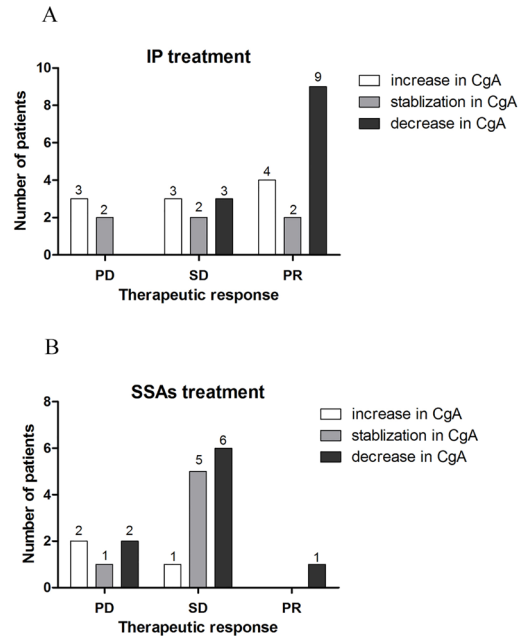 A
IP treatment
Number of patients
10
8
6
4
2
0
3
2
3
2
3
4
2
9
PD
SD
PR
Therapeutic response
increase in CgA
stablization in CgA
decrease in CgA
B
SSAs treatment
Number of patients
8
6
4
2
0
2
1
2
1
5
6
1
PD
SD
PR
Therapeutic response
increase in CgA
stablization in CgA
decrease in CgA